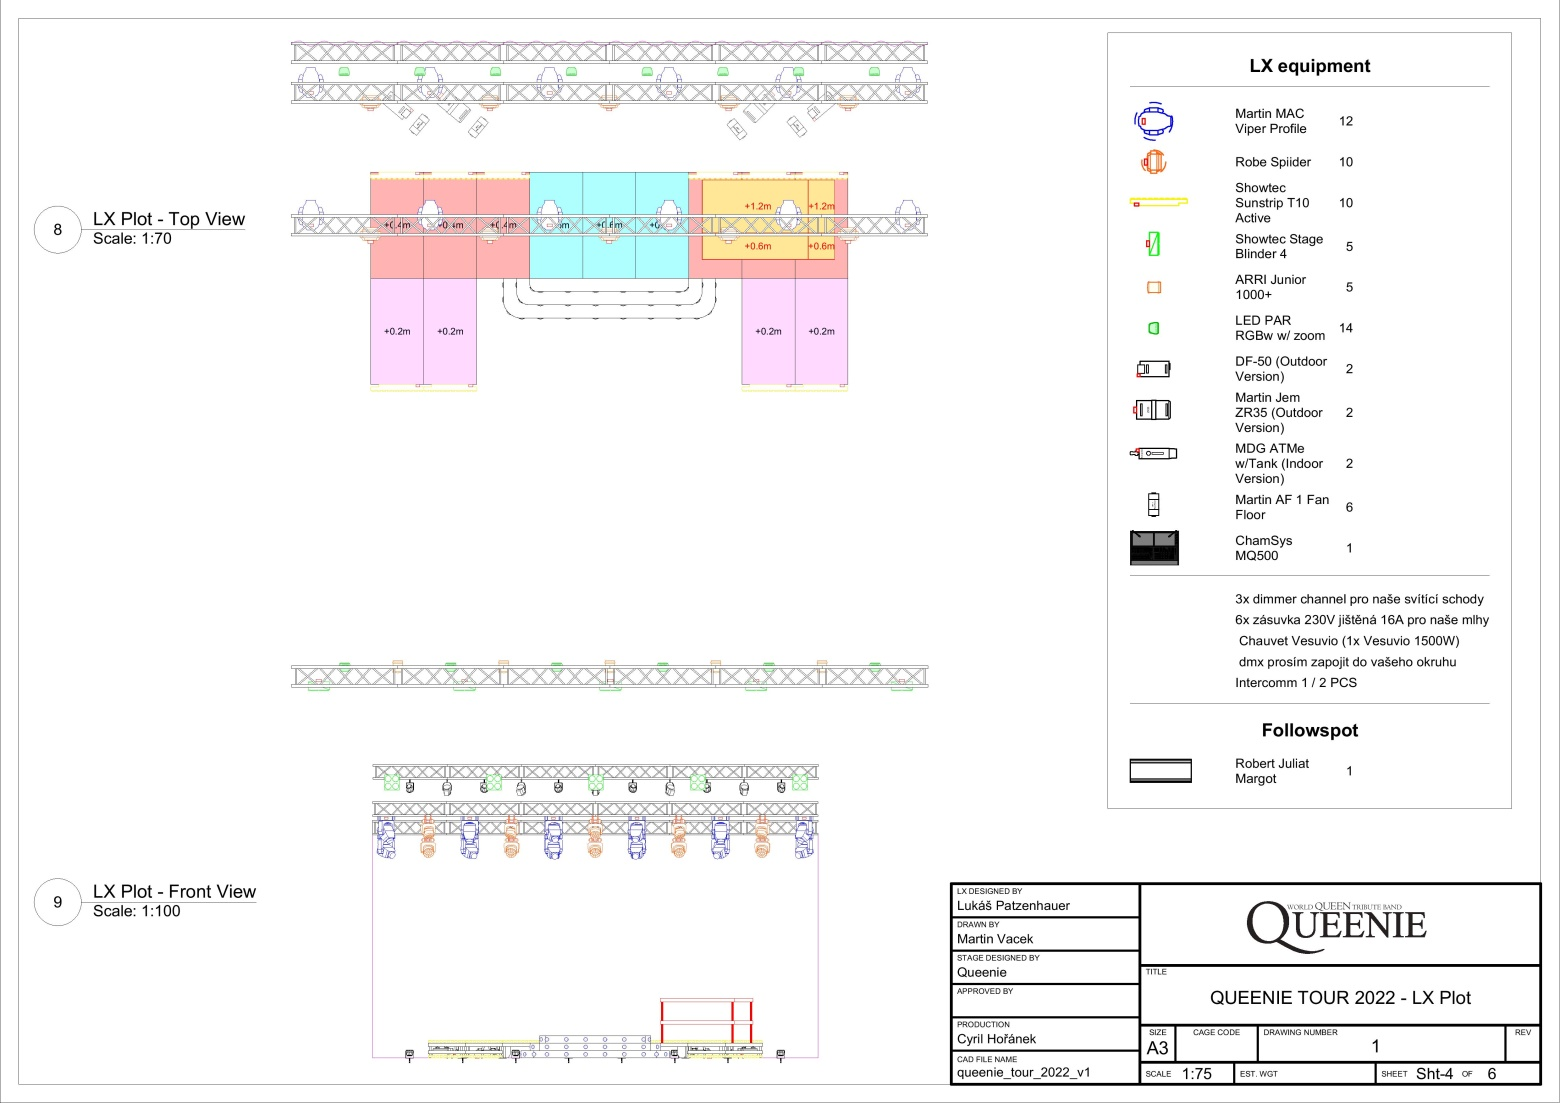 8
LX Plot - Top View
Scale: 1:70
+1.2m
+1.2m
+0.4m
+0.4m
+0.4m
+0.6m
+0.6m
+0.6m
+0.2m
+0.2m
+0.2m
+0.2m
9
LX Plot - Front View
Scale: 1:100
LX equipment
Martin MAC
Viper Profile
12
Robe Spiider
10
Showtec
Sunstrip T10
Active
10
Showtec Stage
Blinder 4
5
ARRI Junior
1000+
5
LED PAR
RGBw w/ zoom
14
DF-50 (Outdoor
Version)
2
Martin Jem
ZR35 (Outdoor
Version)
2
MDG ATMe
w/Tank (Indoor
Version)
2
Martin AF 1 Fan
Floor
6
ChamSys
MQ500
1
3x dimmer channel pro naše svítící schody
6x zásuvka 230V jištěná 16A pro naše mlhy
Chauvet Vesuvio (1x Vesuvio 1500W)
dmx prosím zapojit do vašeho okruhu
Intercomm 1 / 2 PCS
Followspot
Robert Juliat
Margot
1
LX DESIGNED BY
Lukáš Patzenhauer
DRAWN BY
Martin Vacek
STAGE DESIGNED BY
Queenie
APPROVED BY
PRODUCTION
Cyril Hořánek
CAD FILE NAME
queenie_tour_2022_v1
WORLD QUEEN TRIBUTE BAND
QUEENIE
TITLE
QUEENIE TOUR 2022 - LX Plot
SIZE
A3
CAGE CODE
DRAWING NUMBER
1
REV
SCALE 1:75
EST. WGT
SHEET Sht-4 OF 6